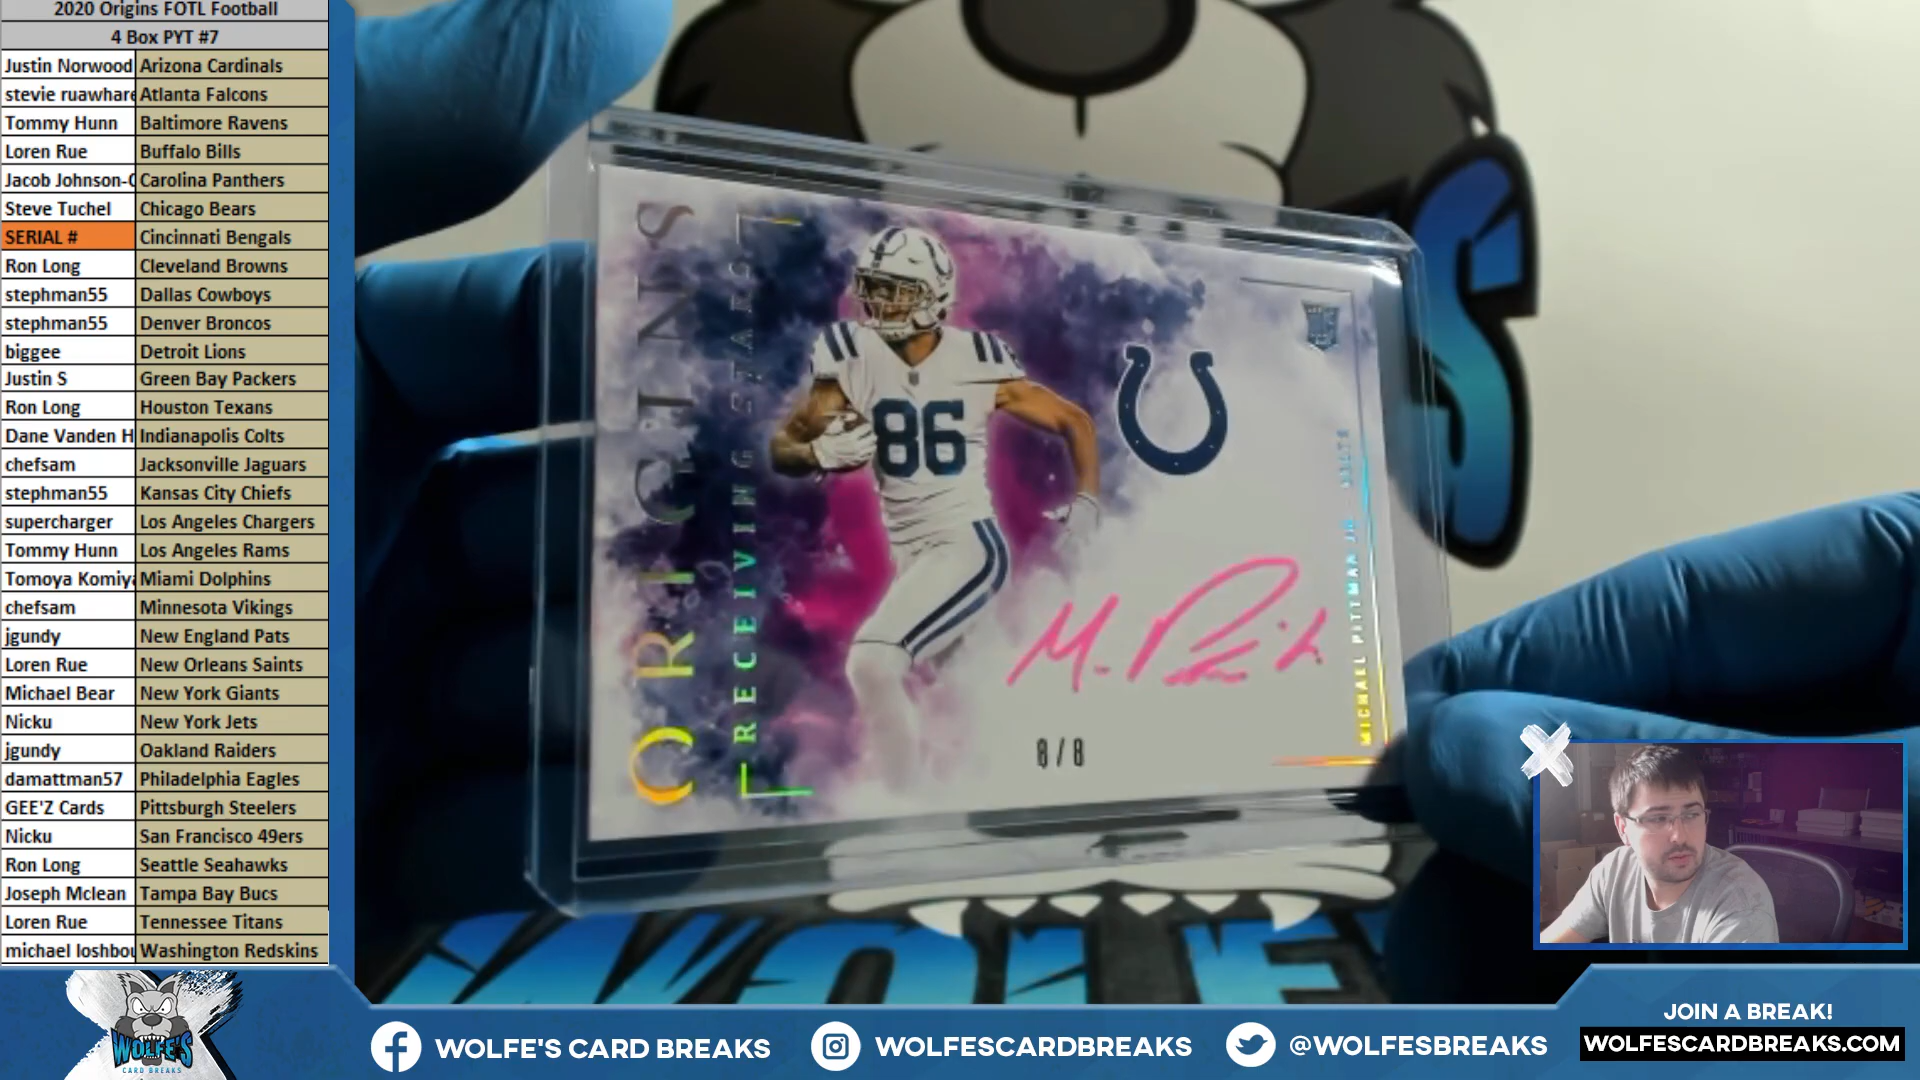 2020 Origins FOTL Football
4 Box PYT #7
Justin Norwood Arizona Cardinals
stevie ruawhare Atlanta Falcons
Tommy Hunn Baltimore Ravens
Loren Rue Buffalo Bills
Jacob Johnson-C Carolina Panthers
Steve Tuchel Chicago Bears
SERIAL # Cincinnati Bengals
Ron Long Cleveland Browns
stephman55 Dallas Cowboys
stephman55 Denver Broncos
biggee Detroit Lions
Justin S Green Bay Packers
Ron Long Houston Texans
Dane Vanden H Indianapolis Colts
chefsam Jacksonville Jaguars
stephman55 Kansas City Chiefs
supercharger Los Angeles Chargers
Tommy Hunn Los Angeles Rams
Tomoya Komiya Miami Dolphins
chefsam Minnesota Vikings
jgundy New England Pats
Loren Rue New Orleans Saints
Michael Bear New York Giants
Nicku New York Jets
jgundy Oakland Raiders
damattman57 Philadelphia Eagles
GEE'Z Cards Pittsburgh Steelers
Nicku San Francisco 49ers
Ron Long Seattle Seahawks
Joseph Mclean Tampa Bay Bucs
Loren Rue Tennessee Titans
michael loshbou Washington Redskins
ORIGINS
RECEIVING STARS
86
8/8
MICHAEL PITTMAN JR. - COLTS
WOLFE'S
CARD BREAKS
WOLFE'S CARD BREAKS
WOLFESCARDBREAKS
@WOLFESBREAKS
JOIN A BREAK!
WOLFESCARDBREAKS.COM